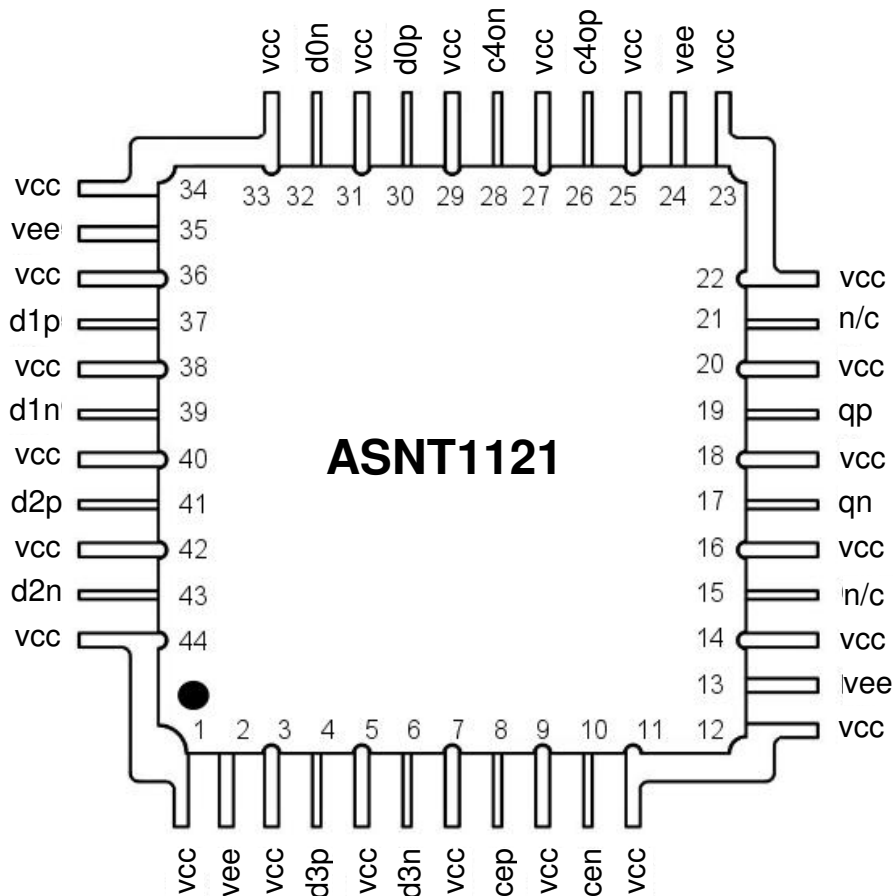 vcc d0n vcc d0p vcc c4on vcc c4op vcc vee vcc
33 32 31 30 29 28 27 26 25 24 23
vcc 34
vee 35
vcc 36
22 vcc
d1p 37
21 n/c
vcc 38
20 vcc
d1n 39
19 qp
vcc 40
18 vcc
ASNT1121
d2p 41
17 qn
vcc 42
16 vcc
d2n 43
15 n/c
vcc 44
14 vcc
13 vee
12 vcc
1 2 3 4 5 6 7 8 9 10 11
vcc vee vcc d3p vcc d3n vcc cep vcc cen vcc